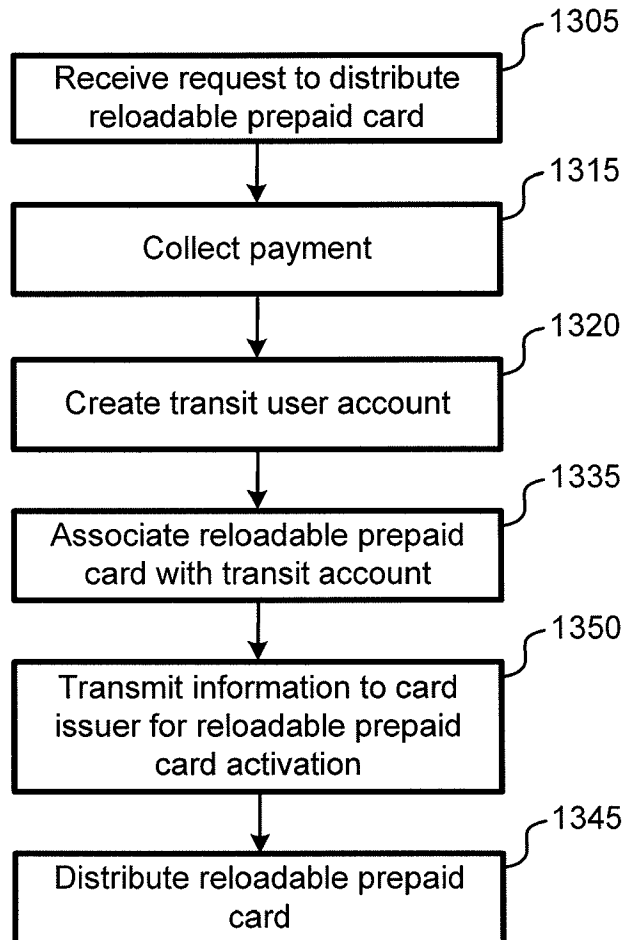 1305
Receive request to distribute
reloadable prepaid card
1315
Collect payment
1320
Create transit user account
1335
Associate reloadable prepaid
card with transit account
1350
Transmit information to card
issuer for reloadable prepaid
card activation
1345
Distribute reloadable prepaid
card